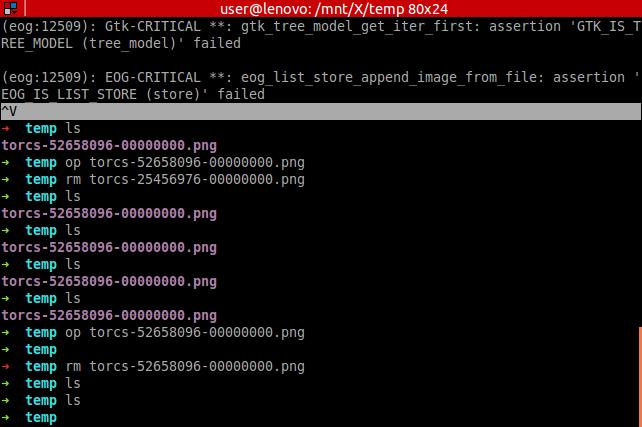 user@lenovo: /mnt/X/temp 80x24
(eog:12509): Gtk-CRITICAL **: gtk_tree_model_get_iter_first: assertion 'GTK_IS_T
REE_MODEL (tree_model)' failed
(eog:12509): EOG-CRITICAL **: eog_list_store_append_image_from_file: assertion '
EOG_IS_LIST_STORE (store)' failed
^V
➜ temp ls
torcs-52658096-00000000.png
➜ temp op torcs-52658096-00000000.png
➜ temp rm torcs-25456976-00000000.png
➜ temp ls
torcs-52658096-00000000.png
➜ temp ls
torcs-52658096-00000000.png
➜ temp ls
torcs-52658096-00000000.png
➜ temp ls
torcs-52658096-00000000.png
➜ temp op torcs-52658096-00000000.png
➜ temp
➜ temp rm torcs-52658096-00000000.png
➜ temp ls
➜ temp ls
➜ temp